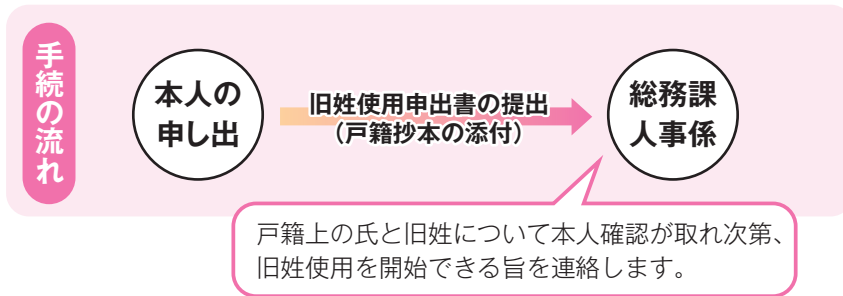 手続の流れ
本人の
申し出
旧姓使用申出書の提出
（戸籍抄本の添付）
総務課
人事係
戸籍上の氏と旧姓について本人確認が取れ次第、
旧姓使用を開始できる旨を連絡します。